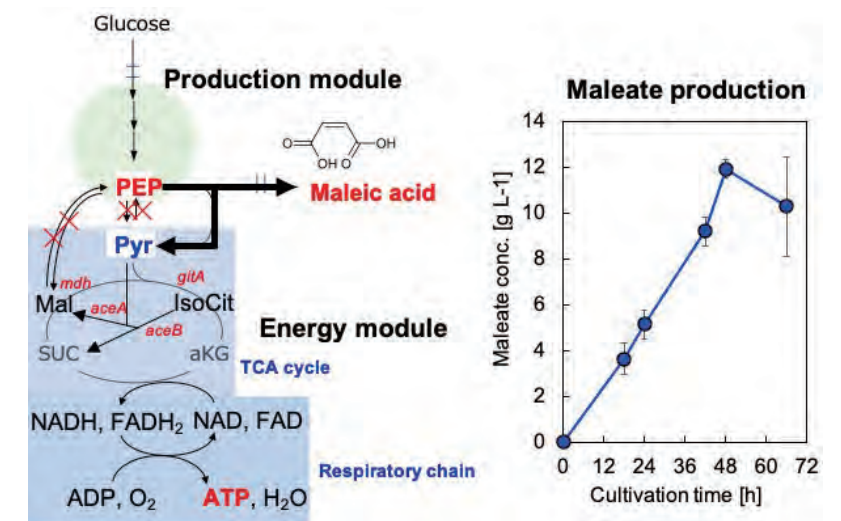 Glucose
Production module
O
OH
OH O
PEP
Maleic acid
Pyr
mdh
gitA
Mal
aceA
IsoCit
aceB
Energy module
SUC
aKG
TCA cycle
NADH, FADH2 NAD, FAD
Respiratory chain
ADP, O2
ATP, H2O
Maleate production
Maleate conc. [g L-1]
14
12
10
8
6
4
2
0
0 12 24 36 48 60 72
Cultivation time [h]